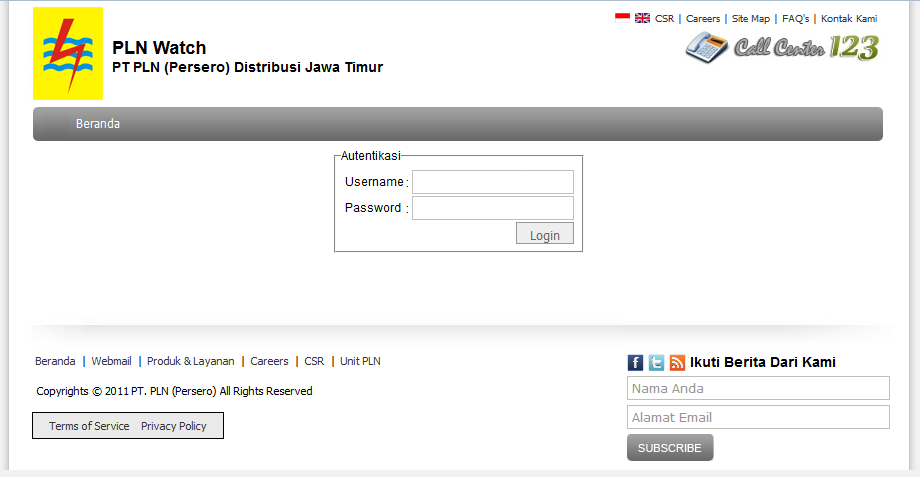 CSR | Careers | Site Map | FAQ's | Kontak Kami
Call Center 123
PLN Watch
PT PLN (Persero) Distribusi Jawa Timur
Beranda
Autentikasi
Username :
Password :
Login
Beranda | Webmail | Produk & Layanan | Careers | CSR | Unit PLN
Copyrights © 2011 PT. PLN (Persero) All Rights Reserved
Terms of Service Privacy Policy
Ikuti Berita Dari Kami
Nama Anda
Alamat Email
SUBSCRIBE